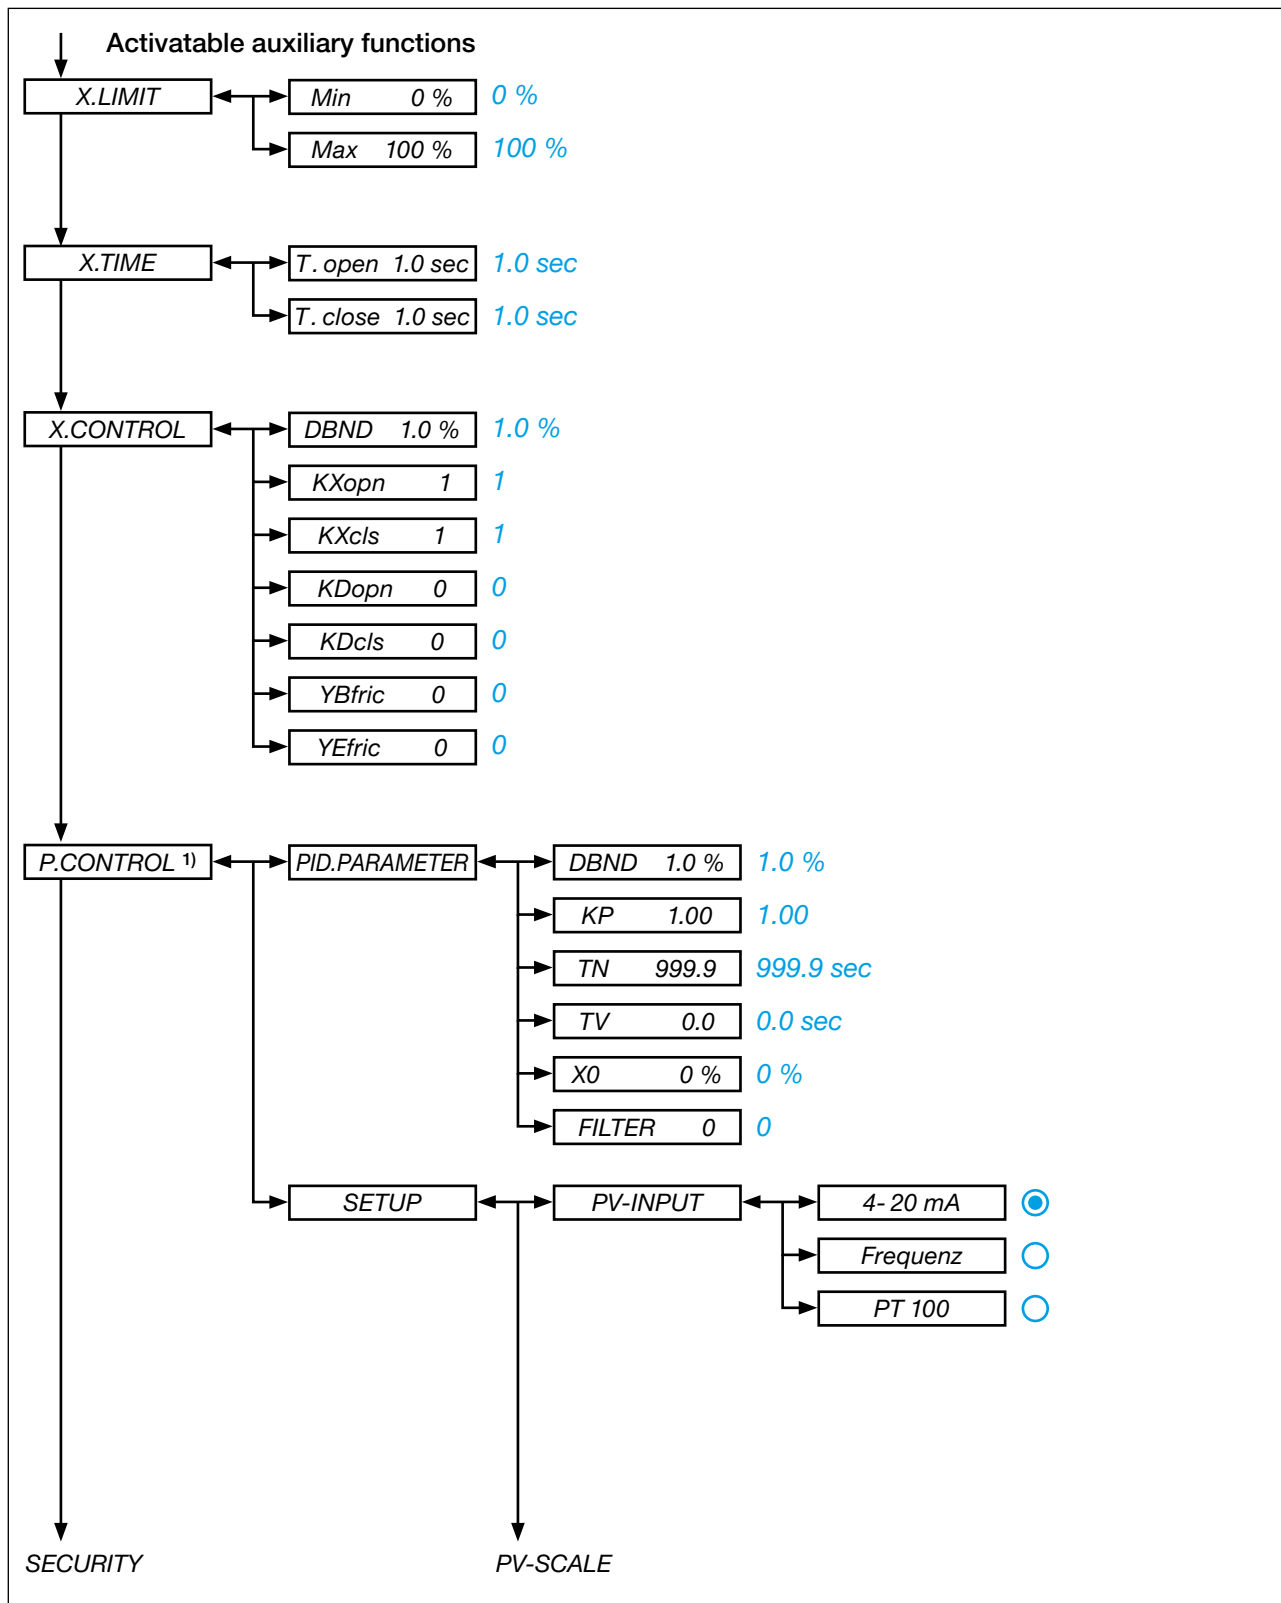 Activatable auxiliary functions
X.LIMIT Min 0 % 0 %
Max 100 % 100 %
X.TIME T. open 1.0 sec 1.0 sec
T. close 1.0 sec 1.0 sec
X.CONTROL DBND 1.0 % 1.0 %
KXopn 1 1
KXcls 1 1
KDopn 0 0
KDcls 0 0
YBfric 0 0
YEfric 0 0
P.CONTROL 1) PID.PARAMETER DBND 1.0 % 1.0 %
KP 1.00 1.00
TN 999.9 999.9 sec
TV 0.0 0.0 sec
X0 0 % 0 %
FILTER 0 0
SETUP PV-INPUT 4- 20 mA
Frequenz
PT 100
SECURITY PV-SCALE